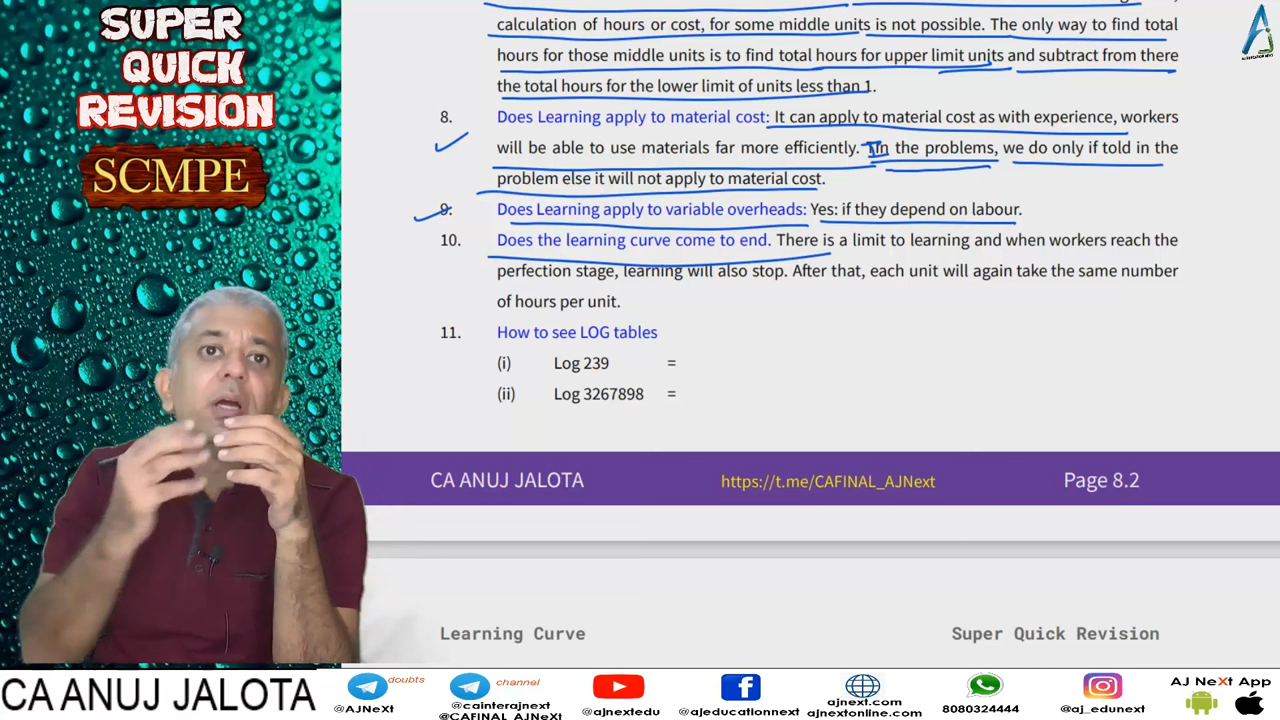 SUPER
QUICK
REVISION
SCMPE
calculation of hours or cost, for some middle units is not possible. The only way to find total
hours for those middle units is to find total hours for upper limit units and subtract from there
the total hours for the lower limit of units less than 1.
8. Does Learning apply to material cost: It can apply to material cost as with experience, workers
will be able to use materials far more efficiently. In the problems, we do only if told in the
problem else it will not apply to material cost.
9. Does Learning apply to variable overheads: Yes: if they depend on labour.
10. Does the learning curve come to end. There is a limit to learning and when workers reach the
perfection stage, learning will also stop. After that, each unit will again take the same number
of hours per unit.
11. How to see LOG tables
(i) Log 239 =
(ii) Log 3267898 =
CA ANUJ JALOTA https://t.me/CAFINAL_AJNext Page 8.2
Learning Curve Super Quick Revision
CA ANUJ JALOTA
doubts
@AJNeXt
channel
@cainterajnext
@CAFINAL_AJNeXt
@ajnextedu
@ajeducationnext
ajnext.com
ajnextonline.com
8080324444
@aj_edunext
AJ NeXt App